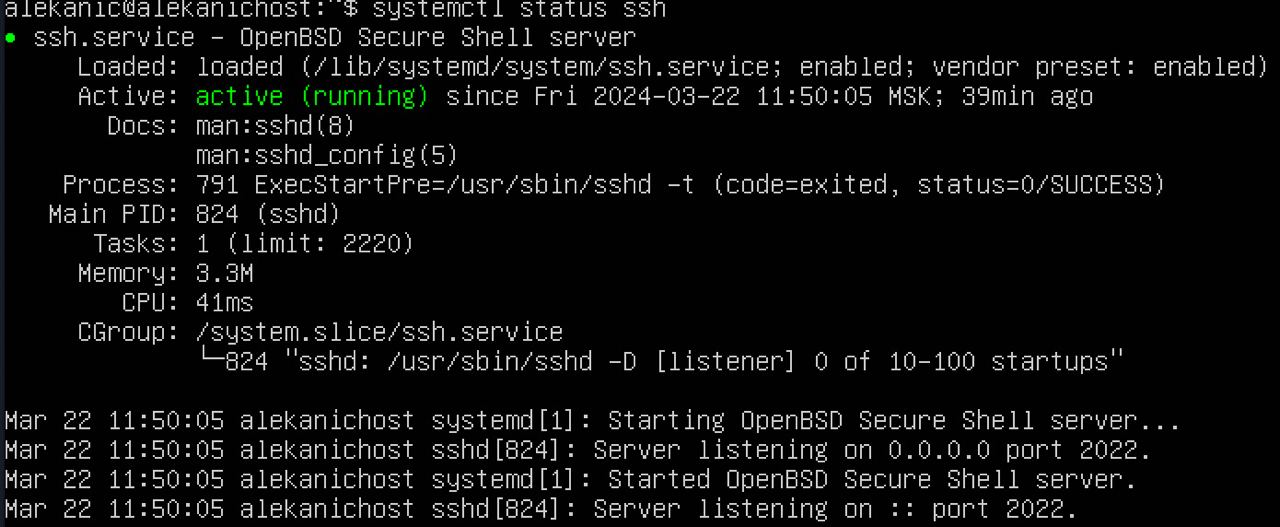 alekanic@alekanichost:~$ systemctl status ssh
● ssh.service - OpenBSD Secure Shell server
     Loaded: loaded (/lib/systemd/system/ssh.service; enabled; vendor preset: enabled)
     Active: active (running) since Fri 2024-03-22 11:50:05 MSK; 39min ago
       Docs: man:sshd(8)
             man:sshd_config(5)
    Process: 791 ExecStartPre=/usr/sbin/sshd -t (code=exited, status=0/SUCCESS)
   Main PID: 824 (sshd)
      Tasks: 1 (limit: 2220)
     Memory: 3.3M
        CPU: 41ms
     CGroup: /system.slice/ssh.service
             └─824 "sshd: /usr/sbin/sshd -D [listener] 0 of 10-100 startups"
Mar 22 11:50:05 alekanichost systemd[1]: Starting OpenBSD Secure Shell server...
Mar 22 11:50:05 alekanichost sshd[824]: Server listening on 0.0.0.0 port 2022.
Mar 22 11:50:05 alekanichost systemd[1]: Started OpenBSD Secure Shell server.
Mar 22 11:50:05 alekanichost sshd[824]: Server listening on :: port 2022.